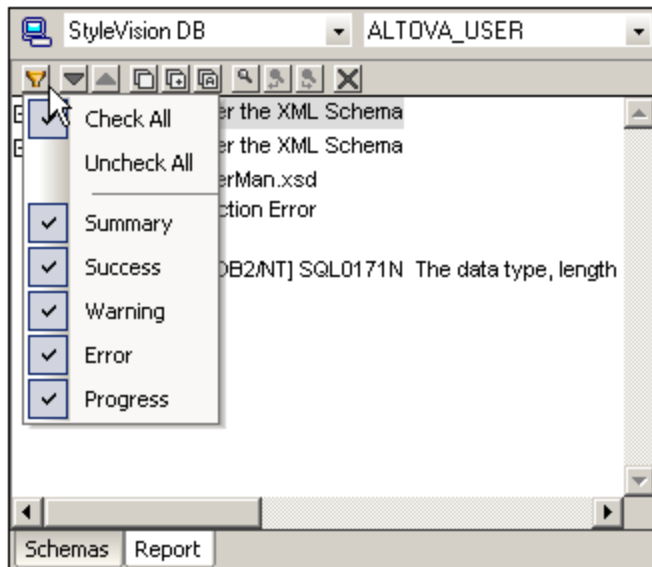 StyleVision DB ALTOVA_USER
Check All er the XML Schema
Uncheck All er the XML Schema
erMan.xsd
Summary ction Error
Success DB2/NT] SQL0171N The data type, length
Warning
Error
Progress
Schemas Report